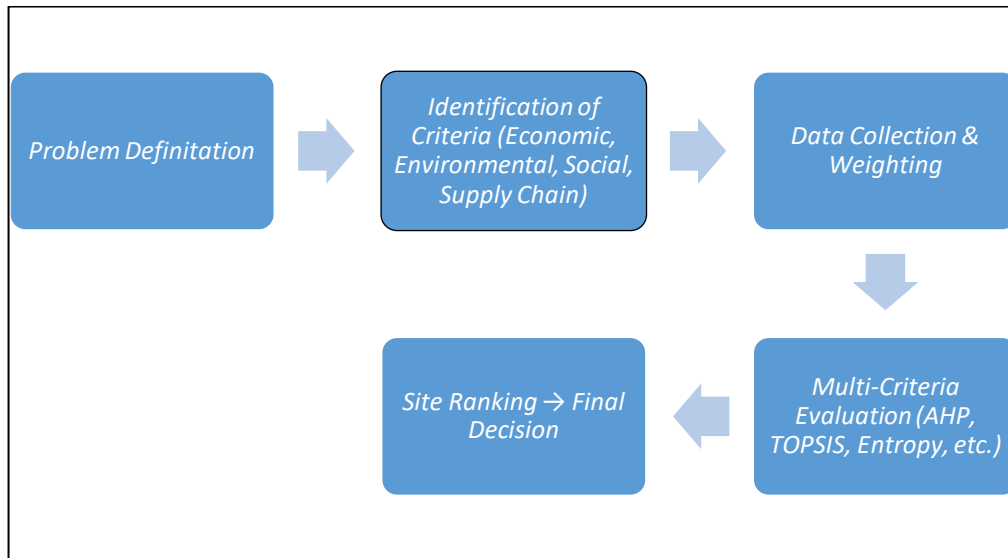 Problem Definitation
Identification of
Criteria (Economic,
Environmental, Social,
Supply Chain)
Data Collection &
Weighting
Multi-Criteria
Evaluation (AHP,
TOPSIS, Entropy, etc.)
Site Ranking → Final
Decision